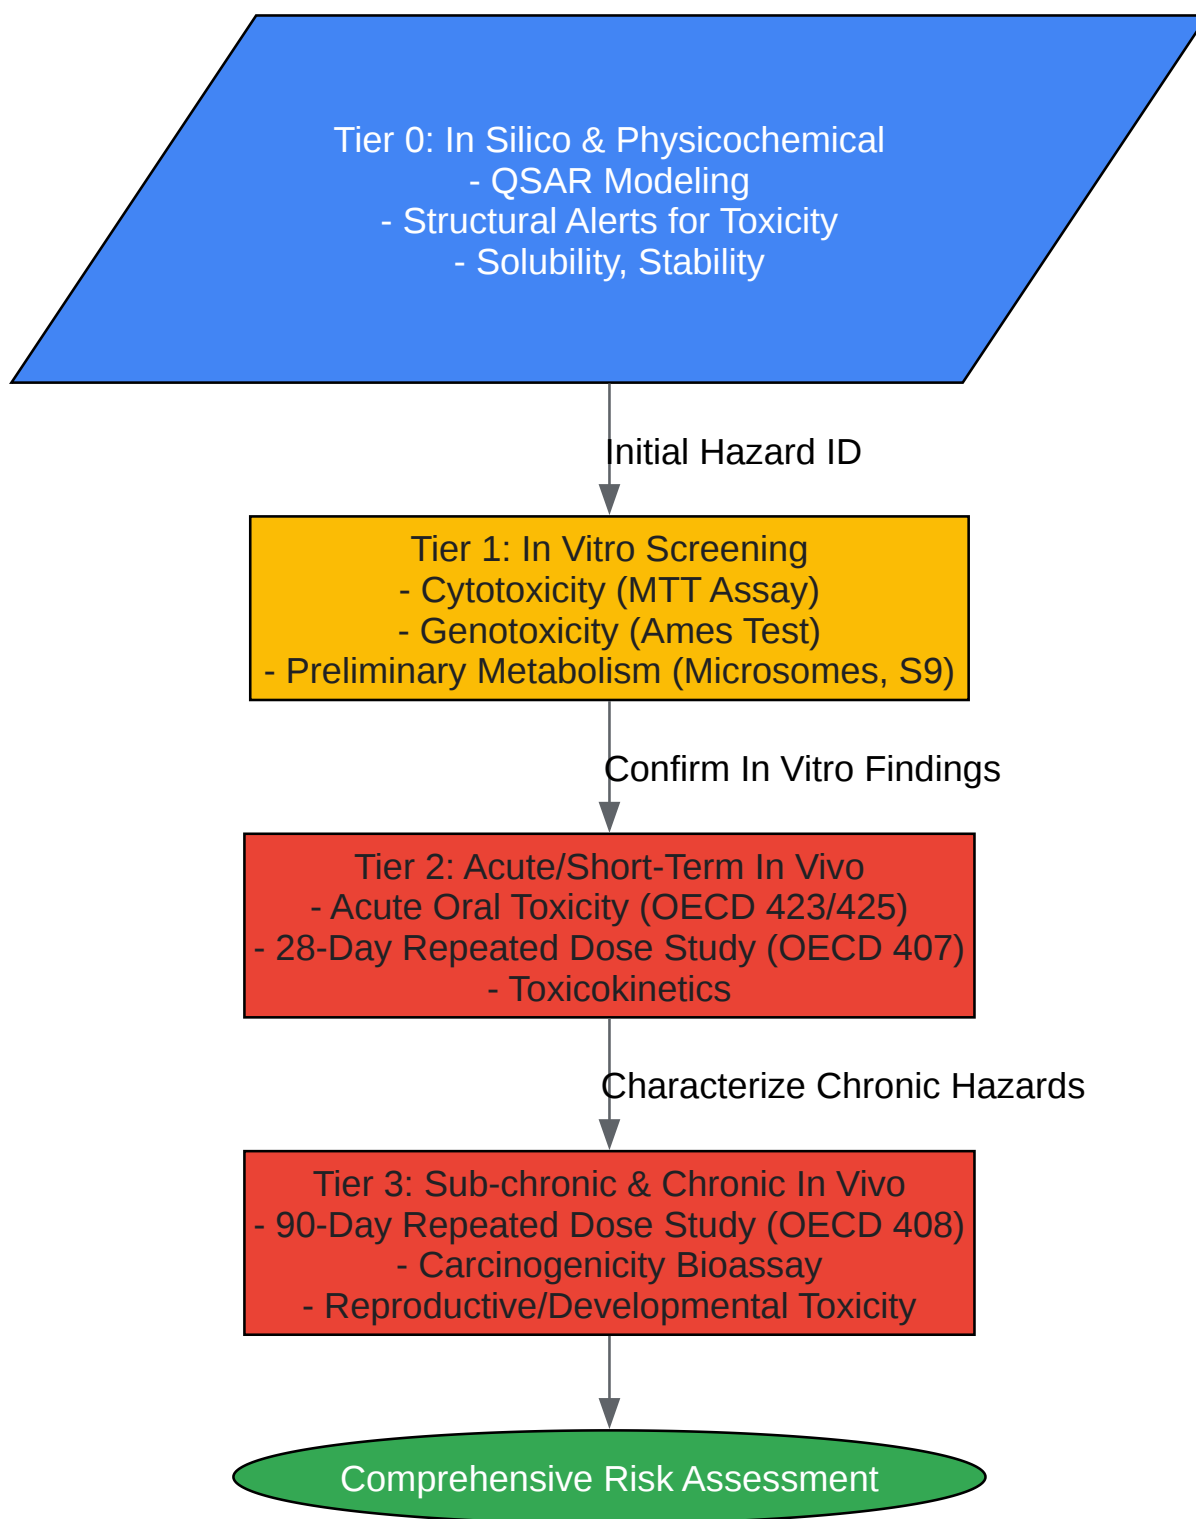 Tier 0: In Silico & Physicochemical
- QSAR Modeling
- Structural Alerts for Toxicity
- Solubility, Stability
Initial Hazard ID
Tier 1: In Vitro Screening
- Cytotoxicity (MTT Assay)
- Genotoxicity (Ames Test)
- Preliminary Metabolism (Microsomes, S9)
Confirm In Vitro Findings
Tier 2: Acute/Short-Term In Vivo
- Acute Oral Toxicity (OECD 423/425)
- 28-Day Repeated Dose Study (OECD 407)
- Toxicokinetics
Characterize Chronic Hazards
Tier 3: Sub-chronic & Chronic In Vivo
- 90-Day Repeated Dose Study (OECD 408)
- Carcinogenicity Bioassay
- Reproductive/Developmental Toxicity
Comprehensive Risk Assessment